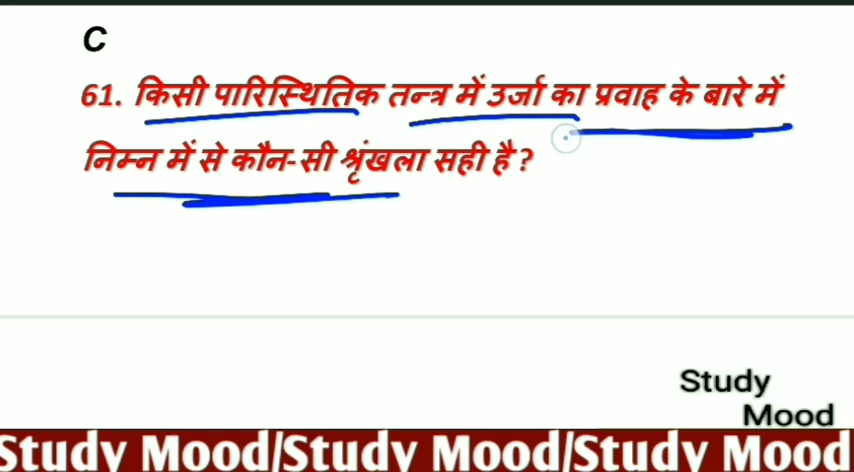 C
61. किसी पारिस्थितिक तन्त्र में उर्जा का प्रवाह के बारे में
निम्न में से कौन-सी श्रृंखला सही है?
Study
Mood
Study Mood/Study Mood/Study Mood